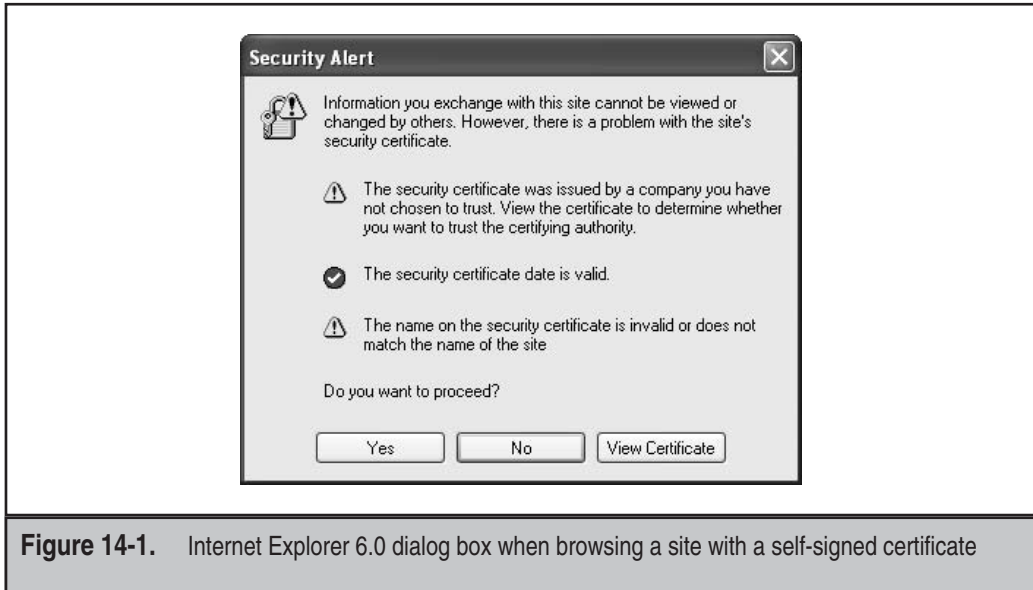 Security Alert
Information you exchange with this site cannot be viewed or
changed by others. However, there is a problem with the site's
security certificate.
The security certificate was issued by a company you have
not chosen to trust. View the certificate to determine whether
you want to trust the certifying authority.
The security certificate date is valid.
The name on the security certificate is invalid or does not
match the name of the site
Do you want to proceed?
Yes
No
View Certificate
Figure 14-1. Internet Explorer 6.0 dialog box when browsing a site with a self-signed certificate